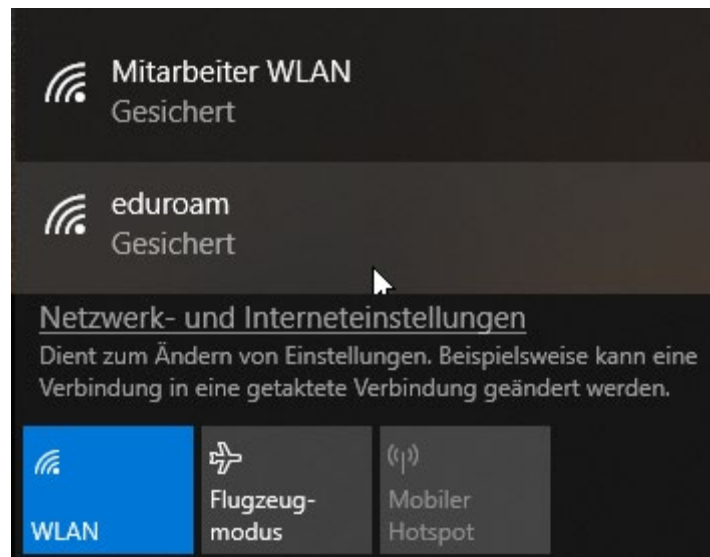 Mitarbeiter WLAN
Gesichert
eduroam
Gesichert
Netzwerk- und Interneteinstellungen
Dient zum Ändern von Einstellungen. Beispielsweise kann eine
Verbindung in eine getaktete Verbindung geändert werden.
WLAN
Flugzeug-
modus
Mobiler
Hotspot